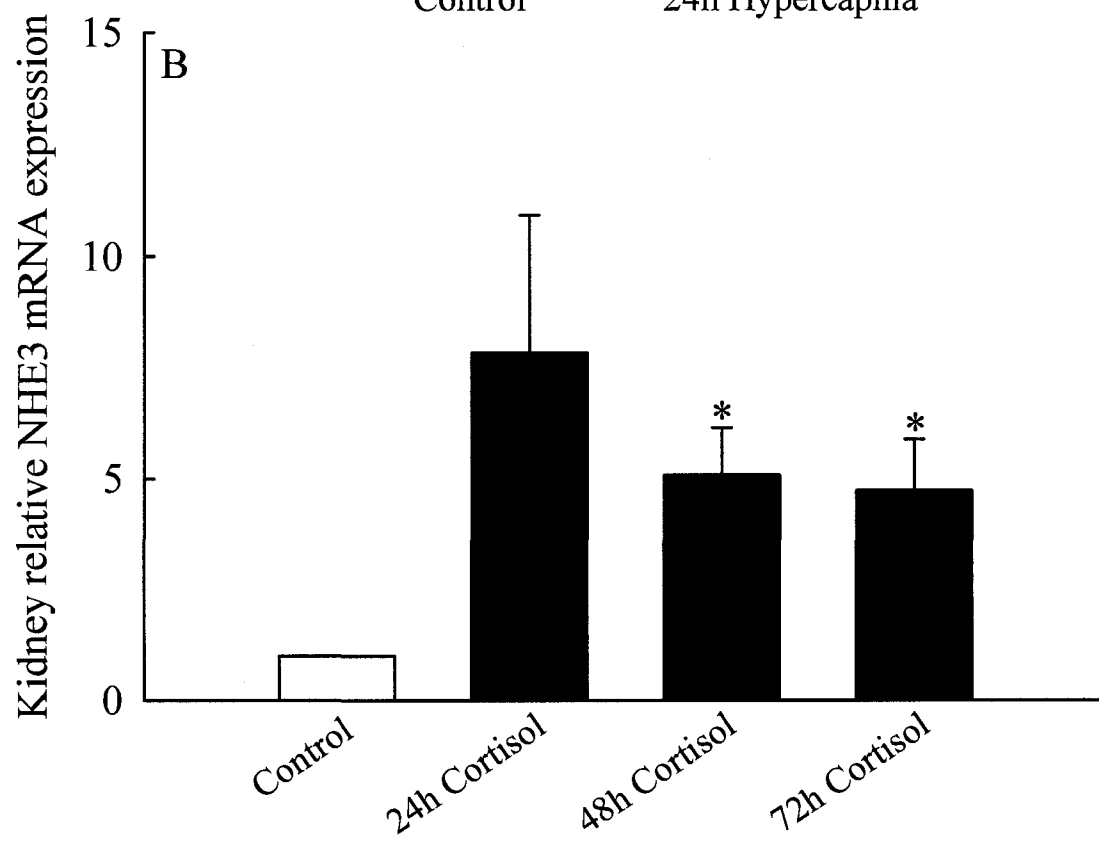 Control 24h Hypercapnia
15
B
10
5
0
Kidney relative NHE3 mRNA expression
*
*
Control
24h Cortisol
48h Cortisol
72h Cortisol